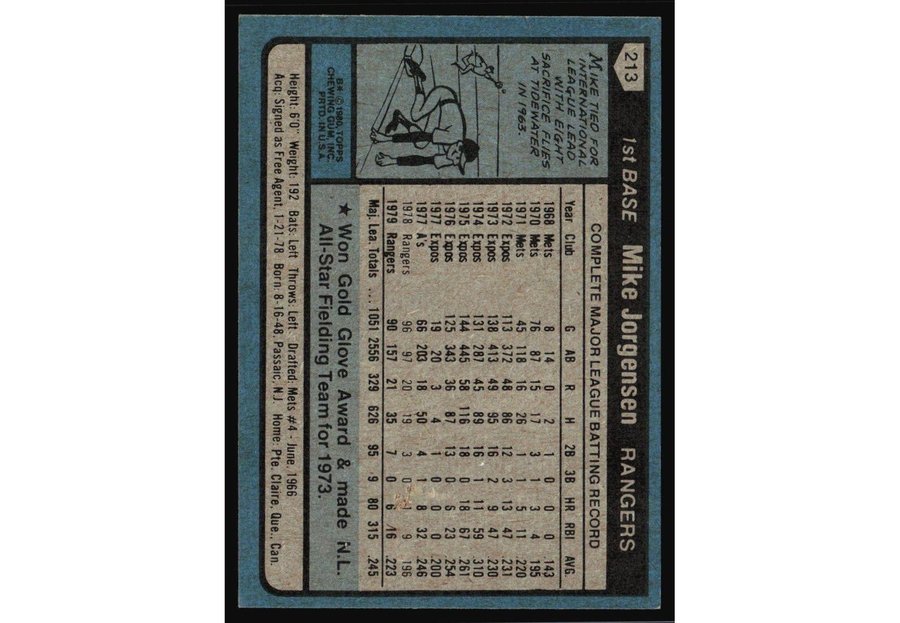 213
1st BASE Mike Jorgensen RANGERS
MIKE TIED FOR
INTERNATIONAL
LEAGUE LEAD
WITH EIGHT
SACRIFICE FLIES
AT TIDEWATER
IN 1963.
B* © 1980, TOPPS
CHEWING GUM, INC.
PRTD. IN U.S.A.
COMPLETE MAJOR LEAGUE BATTING RECORD
Year Club G AB R H 2B 3B HR RBI AVG.
1968 Mets 8 14 0 2 1 0 0 0 .143
1970 Mets 76 87 15 17 3 1 3 4 .195
1971 Mets 45 118 16 26 1 1 5 11 .220
1972 Expos 113 372 48 86 12 3 13 47 .231
1973 Expos 138 413 49 95 16 2 9 47 .230
1974 Expos 131 287 45 89 16 1 11 59 .310
1975 Expos 144 445 58 116 18 0 18 67 .261
1976 Expos 125 343 36 87 13 0 6 23 .254
1977 Expos 19 20 3 4 1 0 0 0 .200
1977 A's 66 203 18 50 4 1 8 32 .246
1978 Rangers 96 97 20 19 3 0 1 9 .196
1979 Rangers 90 157 21 35 7 0 6 16 .223
Maj. Lea. Totals ... 1051 2556 329 626 95 9 80 315 .245
★ Won Gold Glove Award & made N.L.
All-Star Fielding Team for 1973.
Height: 6'0" Weight: 192 Bats: Left Throws: Left Drafted: Mets #4 - June, 1966
Acq: Signed as Free Agent, 1-21-78 Born: 8-16-48, Passaic, N.J. Home: Pte. Claire, Que., Can.